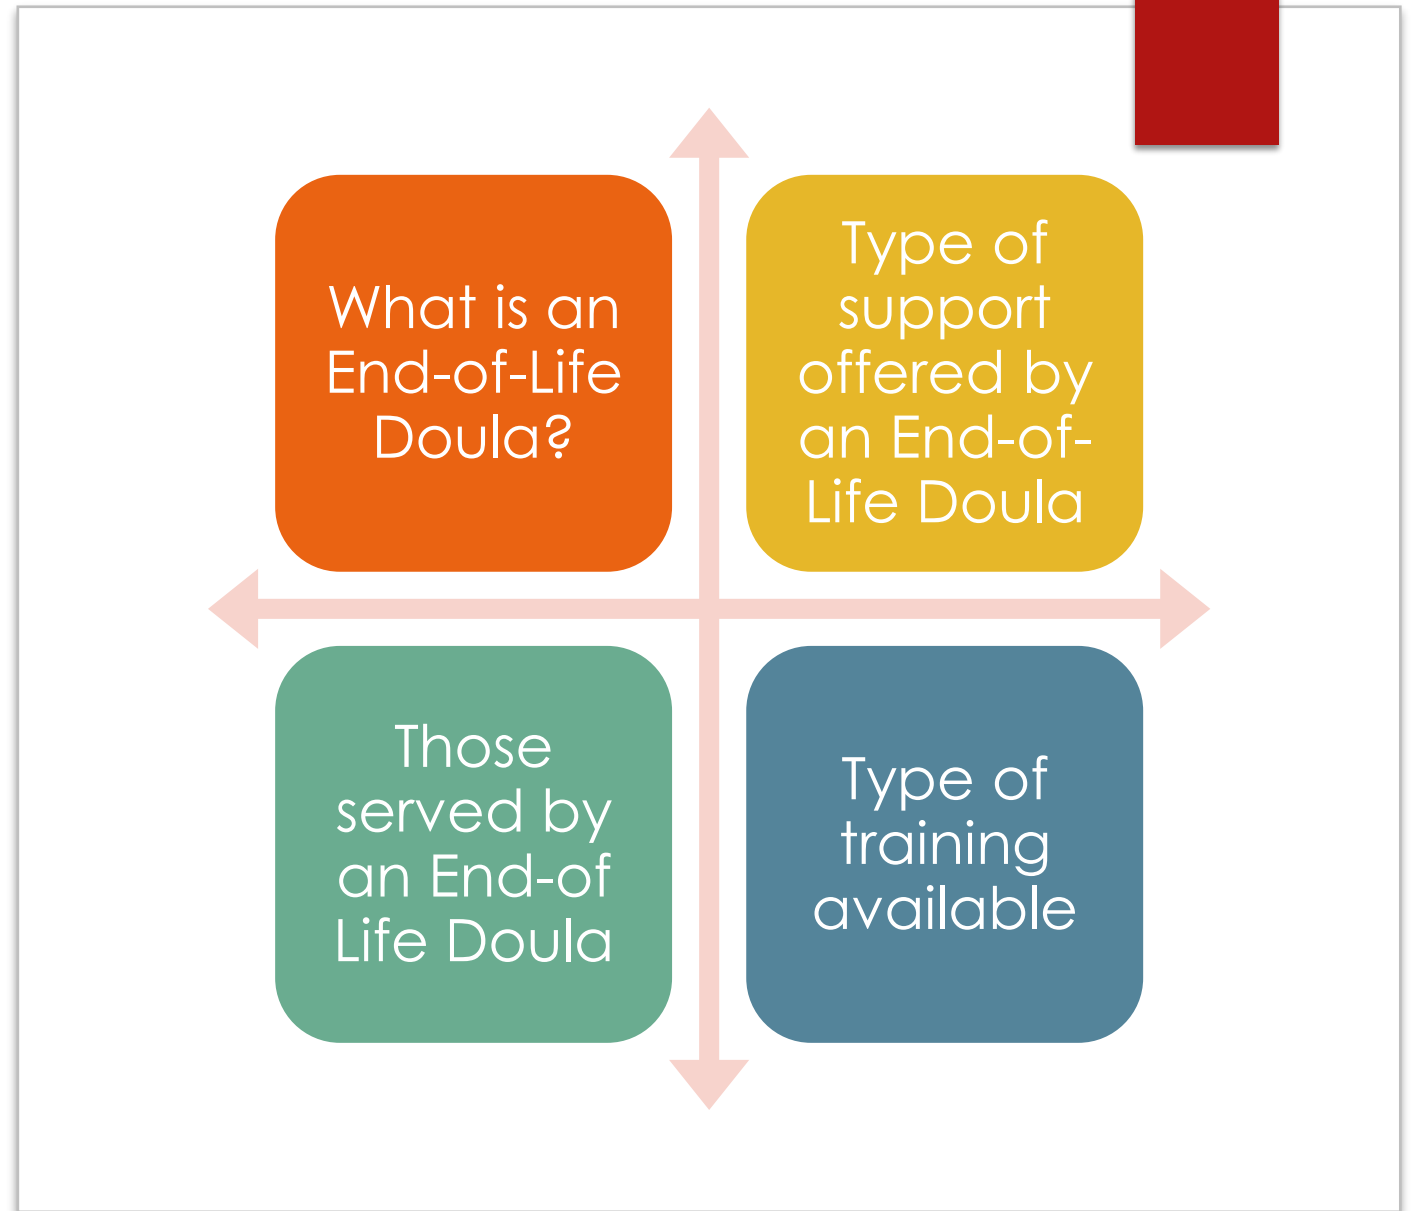 What is an
End-of-Life
Doula?
Type of
support
offered by
an End-of-
Life Doula
Those
served by
an End-of
Life Doula
Type of
training
available